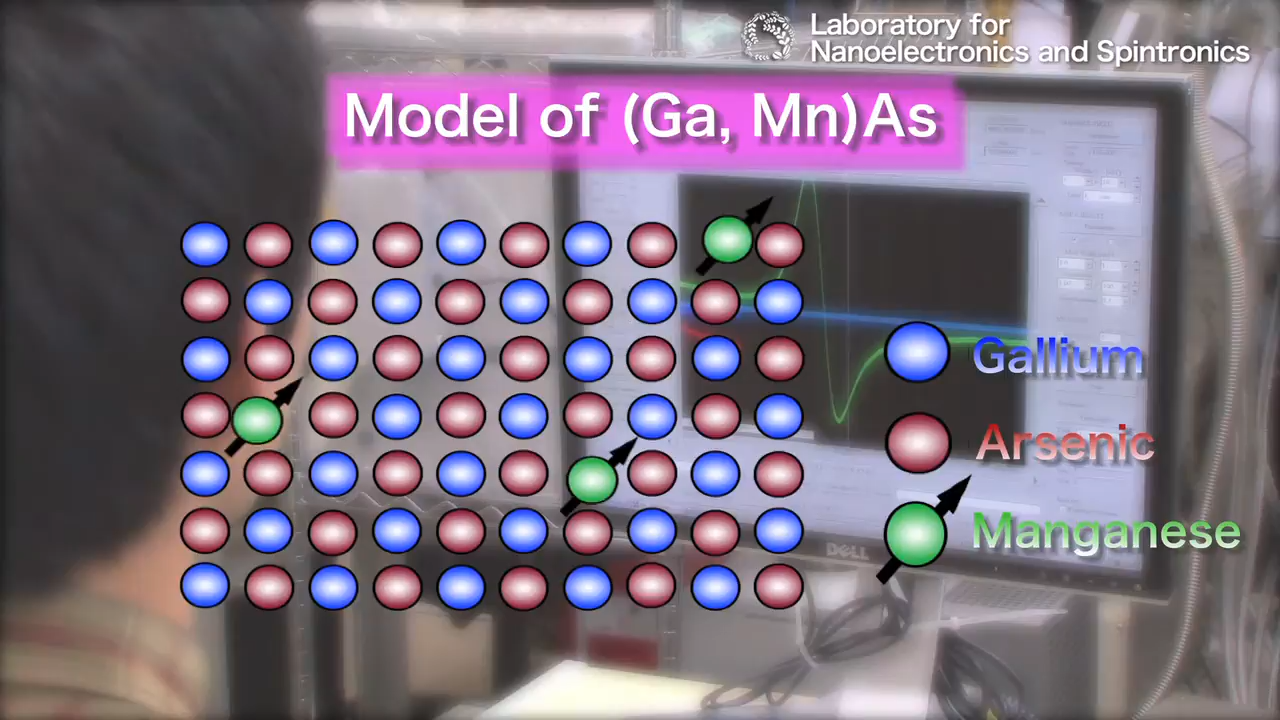 Laboratory for
Nanoelectronics and Spintronics
Model of (Ga, Mn)As
Gallium
Arsenic
Manganese
DELL